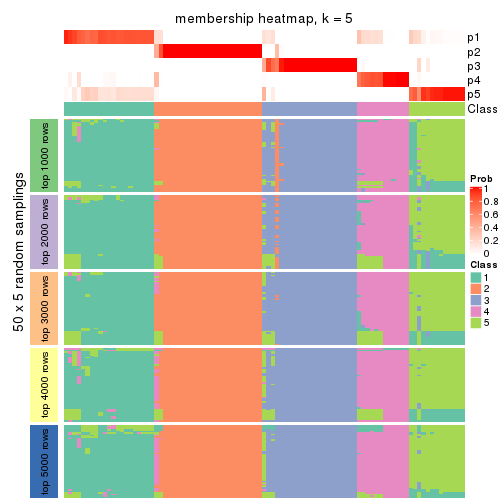 membership heatmap, k = 5
p1
p2
p3
p4
p5
Class
50 x 5 random samplings
top 1000 rows
top 2000 rows
top 3000 rows
top 4000 rows
top 5000 rows
Prob
1
0.8
0.6
0.4
0.2
0
Class
1
2
3
4
5